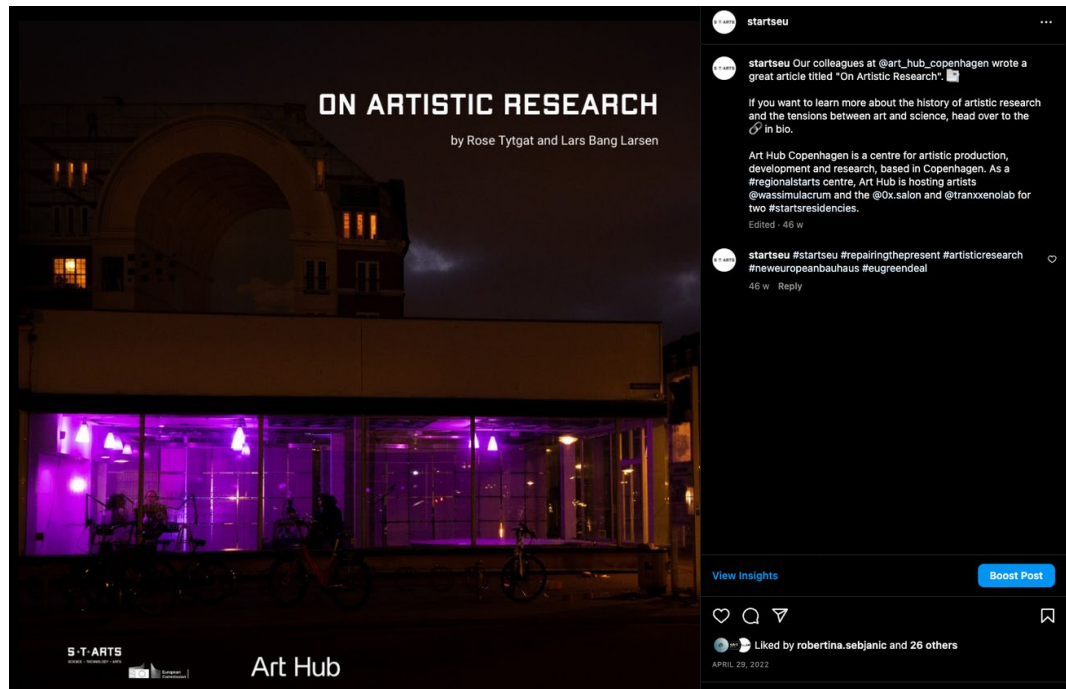 ON ARTISTIC RESEARCH
by Rose Tytgat and Lars Bang Larsen
S·T·ARTS
SCIENCE · TECHNOLOGY · ARTS
European
Commission
Art Hub
S·T·ARTS
startseu
S·T·ARTS
startseu Our colleagues at @art_hub_copenhagen wrote a
great article titled "On Artistic Research".
If you want to learn more about the history of artistic research
and the tensions between art and science, head over to the
in bio.
Art Hub Copenhagen is a centre for artistic production,
development and research, based in Copenhagen. As a
#regionalstarts centre, Art Hub is hosting artists
@wassimulacrum and the @0x.salon and @tranxxenolab for
two #startsresidencies.
Edited · 46 w
S·T·ARTS
startseu #startseu #repairingthepresent #artisticresearch
#neweuropeanbauhaus #eugreendeal
46 w Reply
View Insights
Boost Post
Liked by robertina.sebjanic and 26 others
APRIL 29, 2022